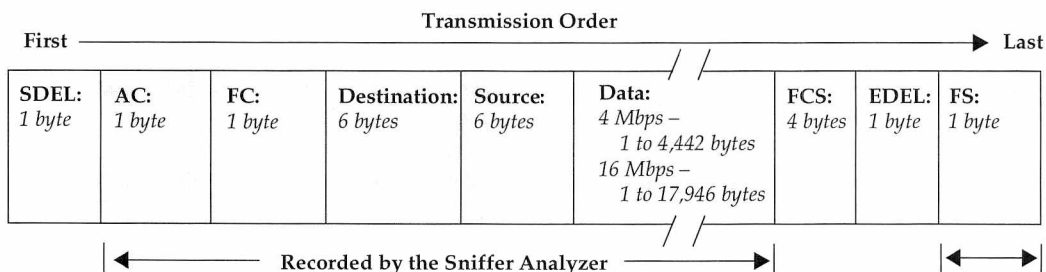 Transmission Order
First
Last
SDEL:
1 byte
AC:
1 byte
FC:
1 byte
Destination:
6 bytes
Source:
6 bytes
Data:
4 Mbps –
1 to 4,442 bytes
16 Mbps –
1 to 17,946 bytes
FCS:
4 bytes
EDEL:
1 byte
FS:
1 byte
Recorded by the Sniffer Analyzer